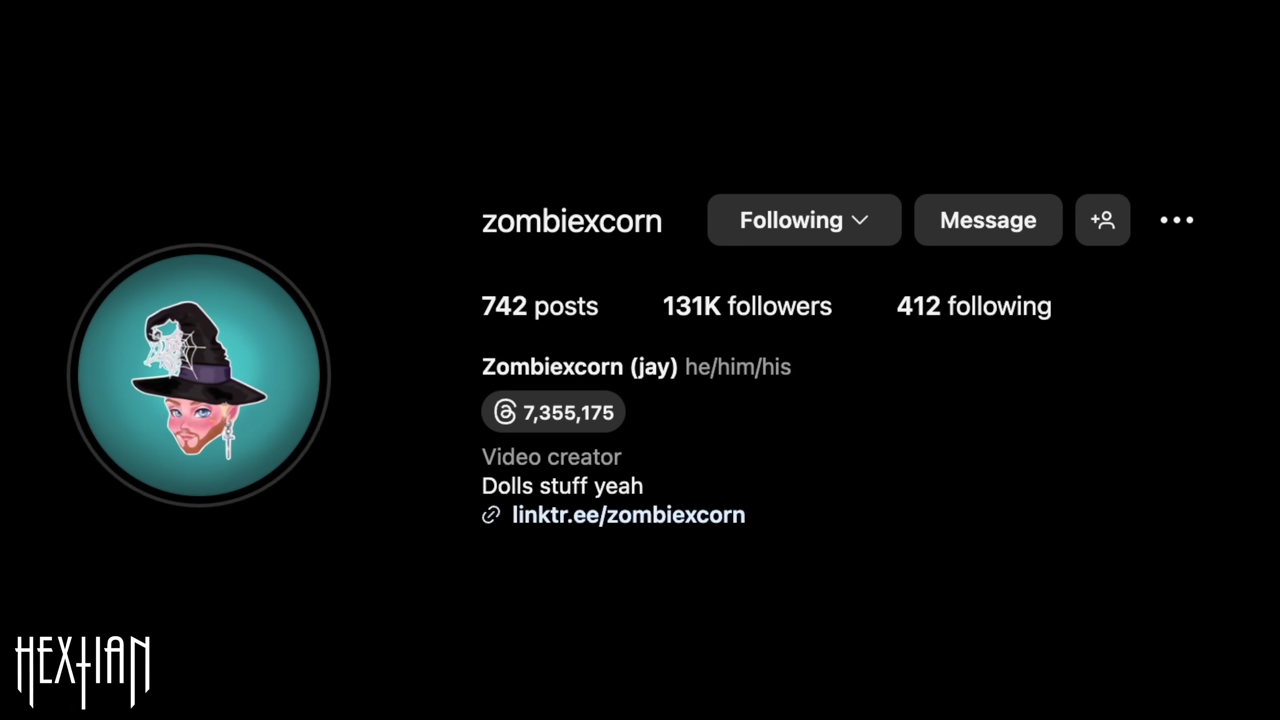 zombiexcorn Following Message
742 posts 131K followers 412 following
Zombiexcorn (jay) he/him/his
7,355,175
Video creator
Dolls stuff yeah
linktr.ee/zombiexcorn
HEXTIAN